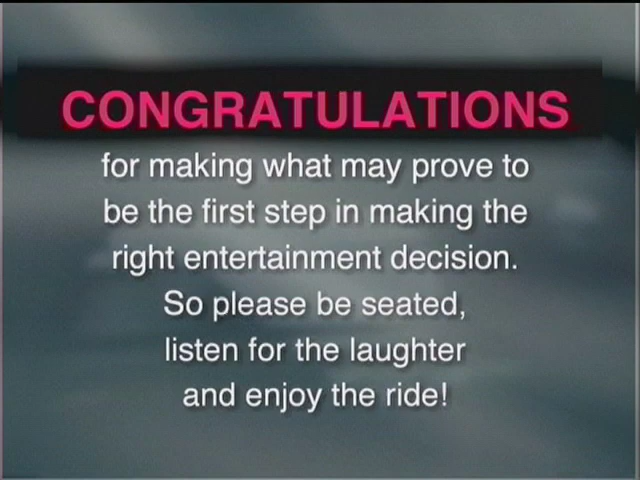 CONGRATULATIONS
for making what may prove to
be the first step in making the
right entertainment decision.
So please be seated,
listen for the laughter
and enjoy the ride!